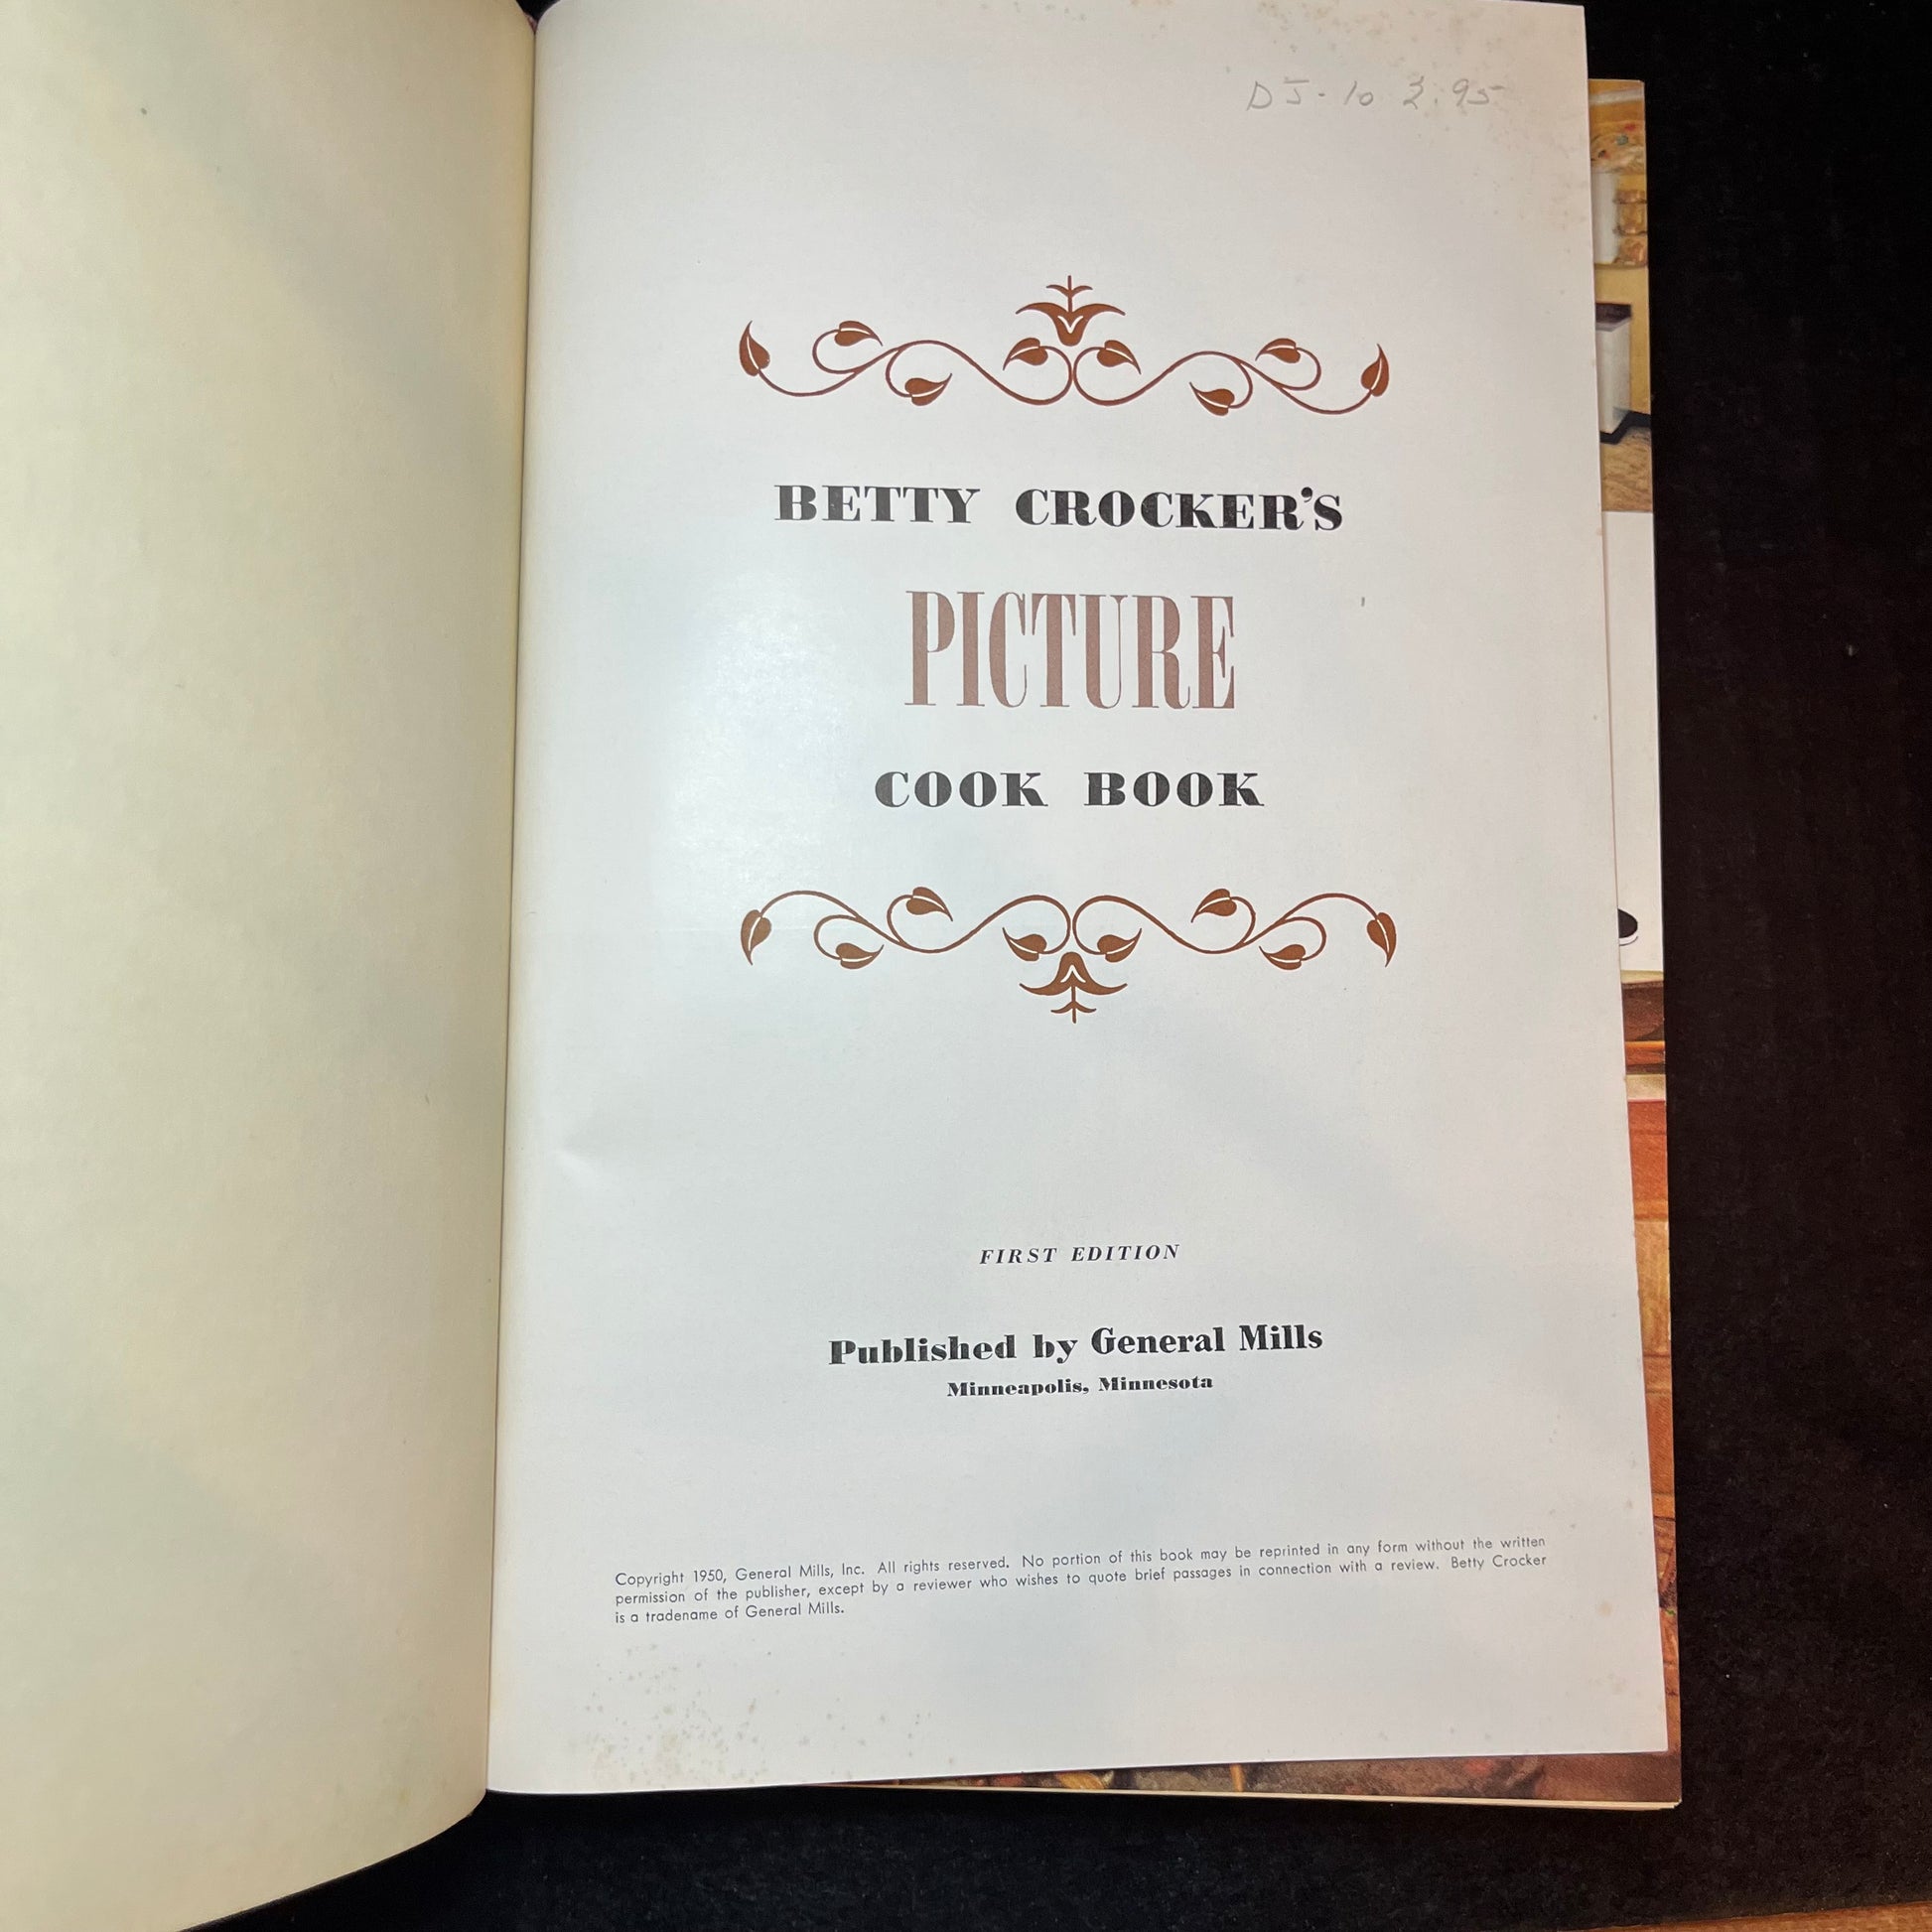 DJ-10 2.95
BETTY CROCKER'S
PICTURE
COOK BOOK
FIRST EDITION
Published by General Mills
Minneapolis, Minnesota
Copyright 1950, General Mills, Inc. All rights reserved. No portion of this book may be reprinted in any form without the written
permission of the publisher, except by a reviewer who wishes to quote brief passages in connection with a review. Betty Crocker
is a tradename of General Mills.